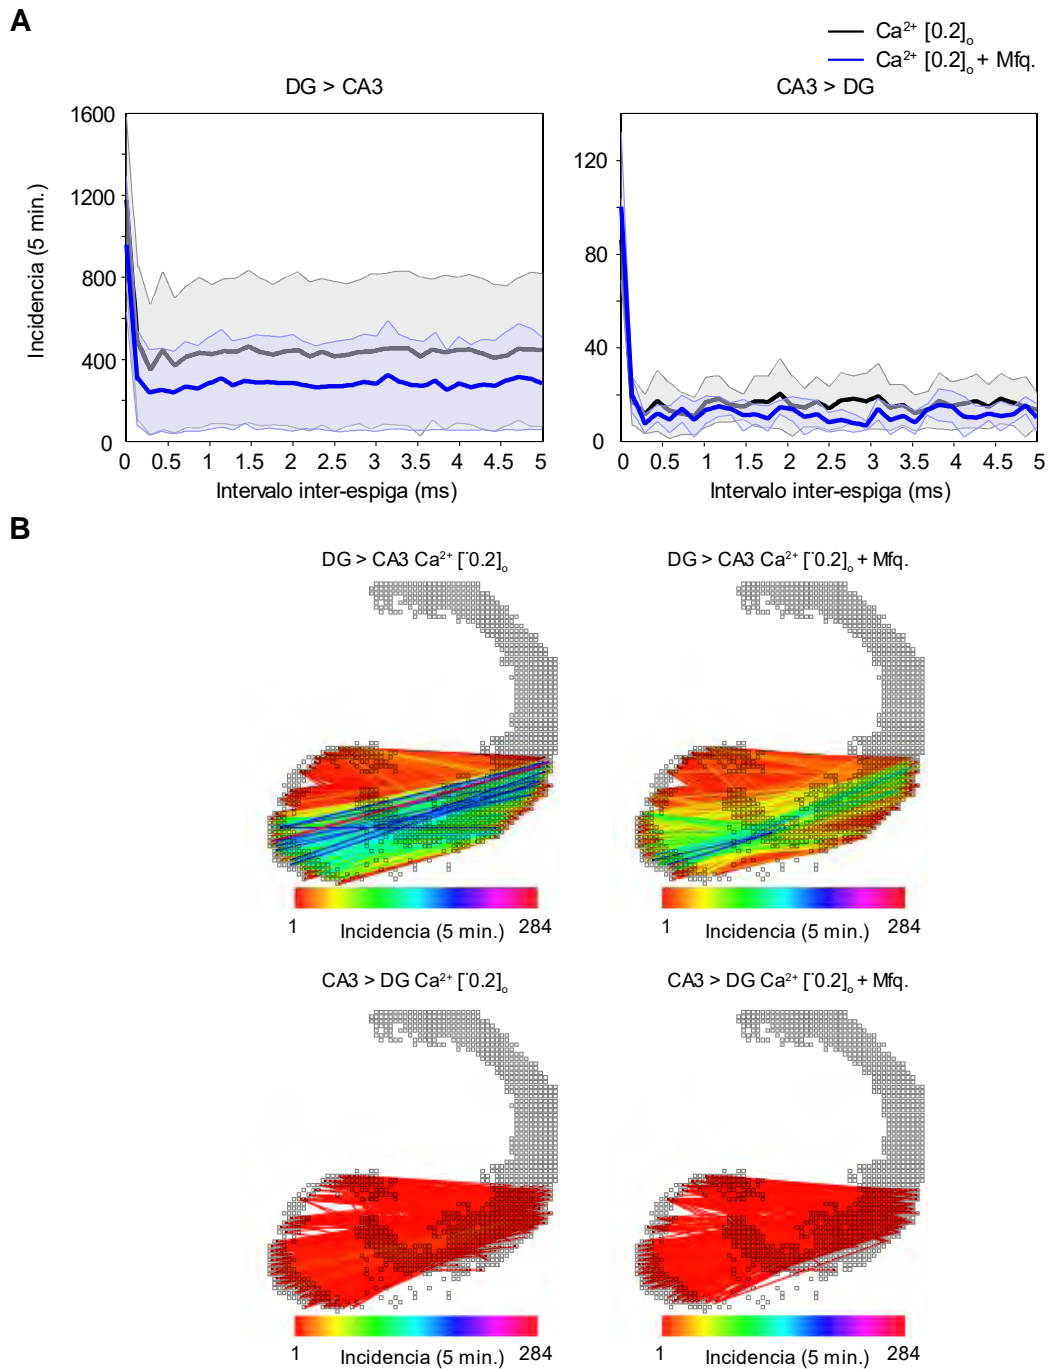 A
Ca²⁺ [0.2]ₒ
Ca²⁺ [0.2]ₒ + Mfq.
DG > CA3
CA3 > DG
Incidencia (5 min.)
1600
1200
800
400
0
120
80
40
0
0 0.5 1 1.5 2 2.5 3 3.5 4 4.5 5
0 0.5 1 1.5 2 2.5 3 3.5 4 4.5 5
Intervalo inter-espiga (ms)
Intervalo inter-espiga (ms)
B
DG > CA3 Ca²⁺ [¨0.2]ₒ
DG > CA3 Ca²⁺ [¨0.2]ₒ + Mfq.
1 Incidencia (5 min.) 284
1 Incidencia (5 min.) 284
CA3 > DG Ca²⁺ [¨0.2]ₒ
CA3 > DG Ca²⁺ [¨0.2]ₒ + Mfq.
1 Incidencia (5 min.) 284
1 Incidencia (5 min.) 284